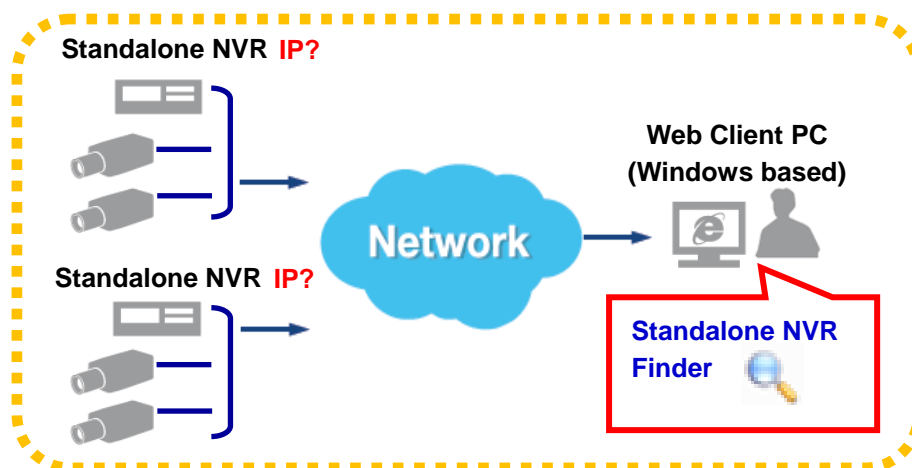 Standalone NVR IP?
Web Client PC
(Windows based)
Network
Standalone NVR IP?
Standalone NVR
Finder